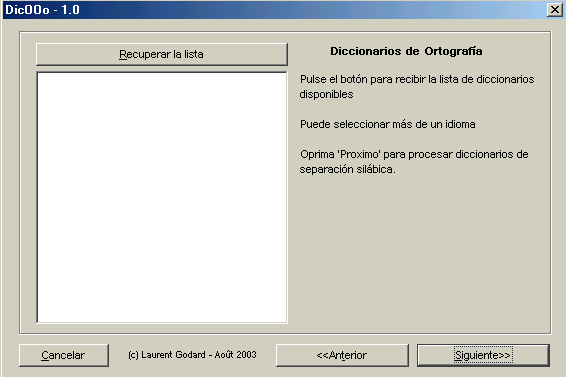 DicOOo - 1.0
Recuperar la lista
Diccionarios de Ortografía
Pulse el botón para recibir la lista de diccionarios
disponibles
Puede seleccionar más de un idioma
Oprima 'Proximo' para procesar diccionarios de
separación silábica.
Cancelar
(c) Laurent Godard - Août 2003
<<Anterior
Siguiente>>